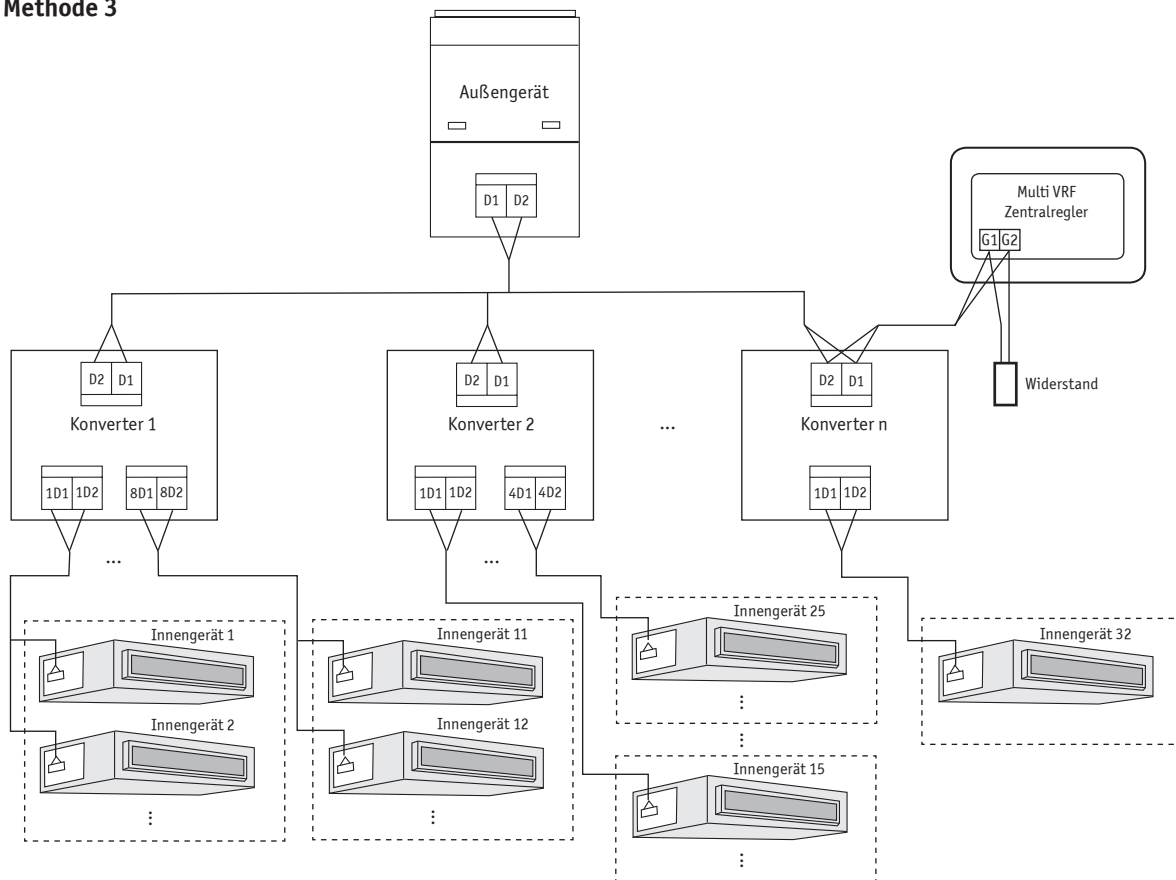 Methode 3
Außengerät
D1 D2
Multi VRF
Zentralregler
G1 G2
Widerstand
D2 D1
Konverter 1
1D1 1D2 8D1 8D2
...
D2 D1
Konverter 2
1D1 1D2 4D1 4D2
...
...
D2 D1
Konverter n
1D1 1D2
Innengerät 1
Innengerät 2
...
Innengerät 11
Innengerät 12
...
Innengerät 25
...
...
Innengerät 15
...
Innengerät 32